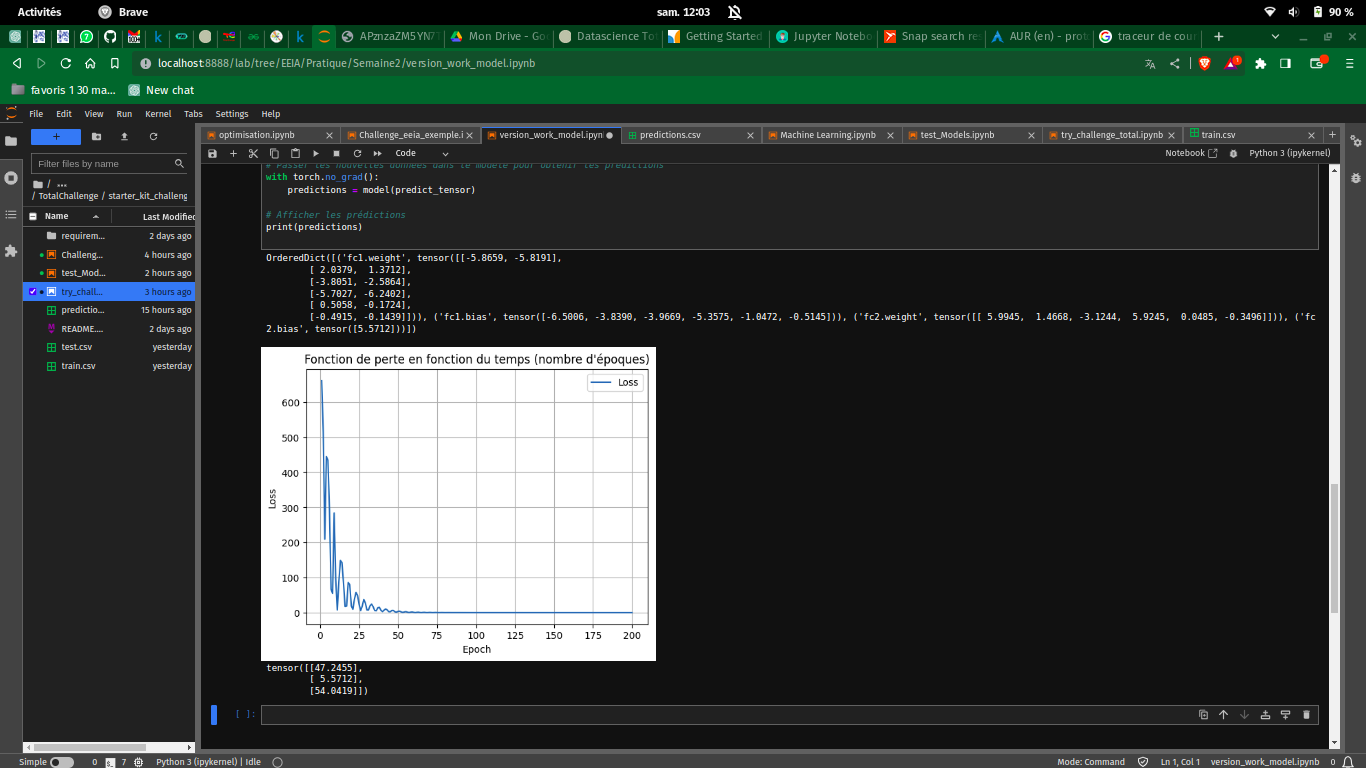 Activités
Brave
sam. 12:03
90 %
APznzaZM5YN7
Mon Drive - Go
Datascience To
Getting Started
Jupyter Notebo
Snap search re
AUR (en) - prot
traceur de cour
localhost:8888/lab/tree/EEIA/Pratique/Semaine2/version_work_model.ipynb
1
favoris 1 30 ma...
New chat
File Edit View Run Kernel Tabs Settings Help
optimisation.ipynb
Challenge_eeia_exemple.i
version_work_model.ipyn
predictions.csv
Machine Learning.ipynb
test_Models.ipynb
try_challenge_total.ipynb
train.csv
Filter files by name
/ ...
/ TotalChallenge / starter_kit_challeng
Name Last Modified
requirem... 2 days ago
Challeng... 4 hours ago
test_Mod... 2 hours ago
try_chall... 3 hours ago
predictio... 15 hours ago
README.... 2 days ago
test.csv yesterday
train.csv yesterday
Code
Notebook
Python 3 (ipykernel)
# Passer les nouvelles données dans le modèle pour obtenir les prédictions
with torch.no_grad():
    predictions = model(predict_tensor)
# Afficher les prédictions
print(predictions)
OrderedDict([('fc1.weight', tensor([[-5.8659, -5.8191],
        [ 2.0379,  1.3712],
        [-3.8051, -2.5864],
        [-5.7027, -6.2402],
        [ 0.5058, -0.1724],
        [-0.4915, -0.1439]])), ('fc1.bias', tensor([-6.5006, -3.8390, -3.9669, -5.3575, -1.0472, -0.5145])), ('fc2.weight', tensor([[ 5.9945,  1.4668, -3.1244,  5.9245,  0.0485, -0.3496]])), ('fc
2.bias', tensor([5.5712]))])
Fonction de perte en fonction du temps (nombre d'époques)
Loss
600
500
400
300
200
100
0
Loss
0 25 50 75 100 125 150 175 200
Epoch
tensor([[47.2455],
        [ 5.5712],
        [54.0419]])
[ ]:
Simple
0
7
Python 3 (ipykernel) | Idle
Mode: Command
Ln 1, Col 1
version_work_model.ipynb
0